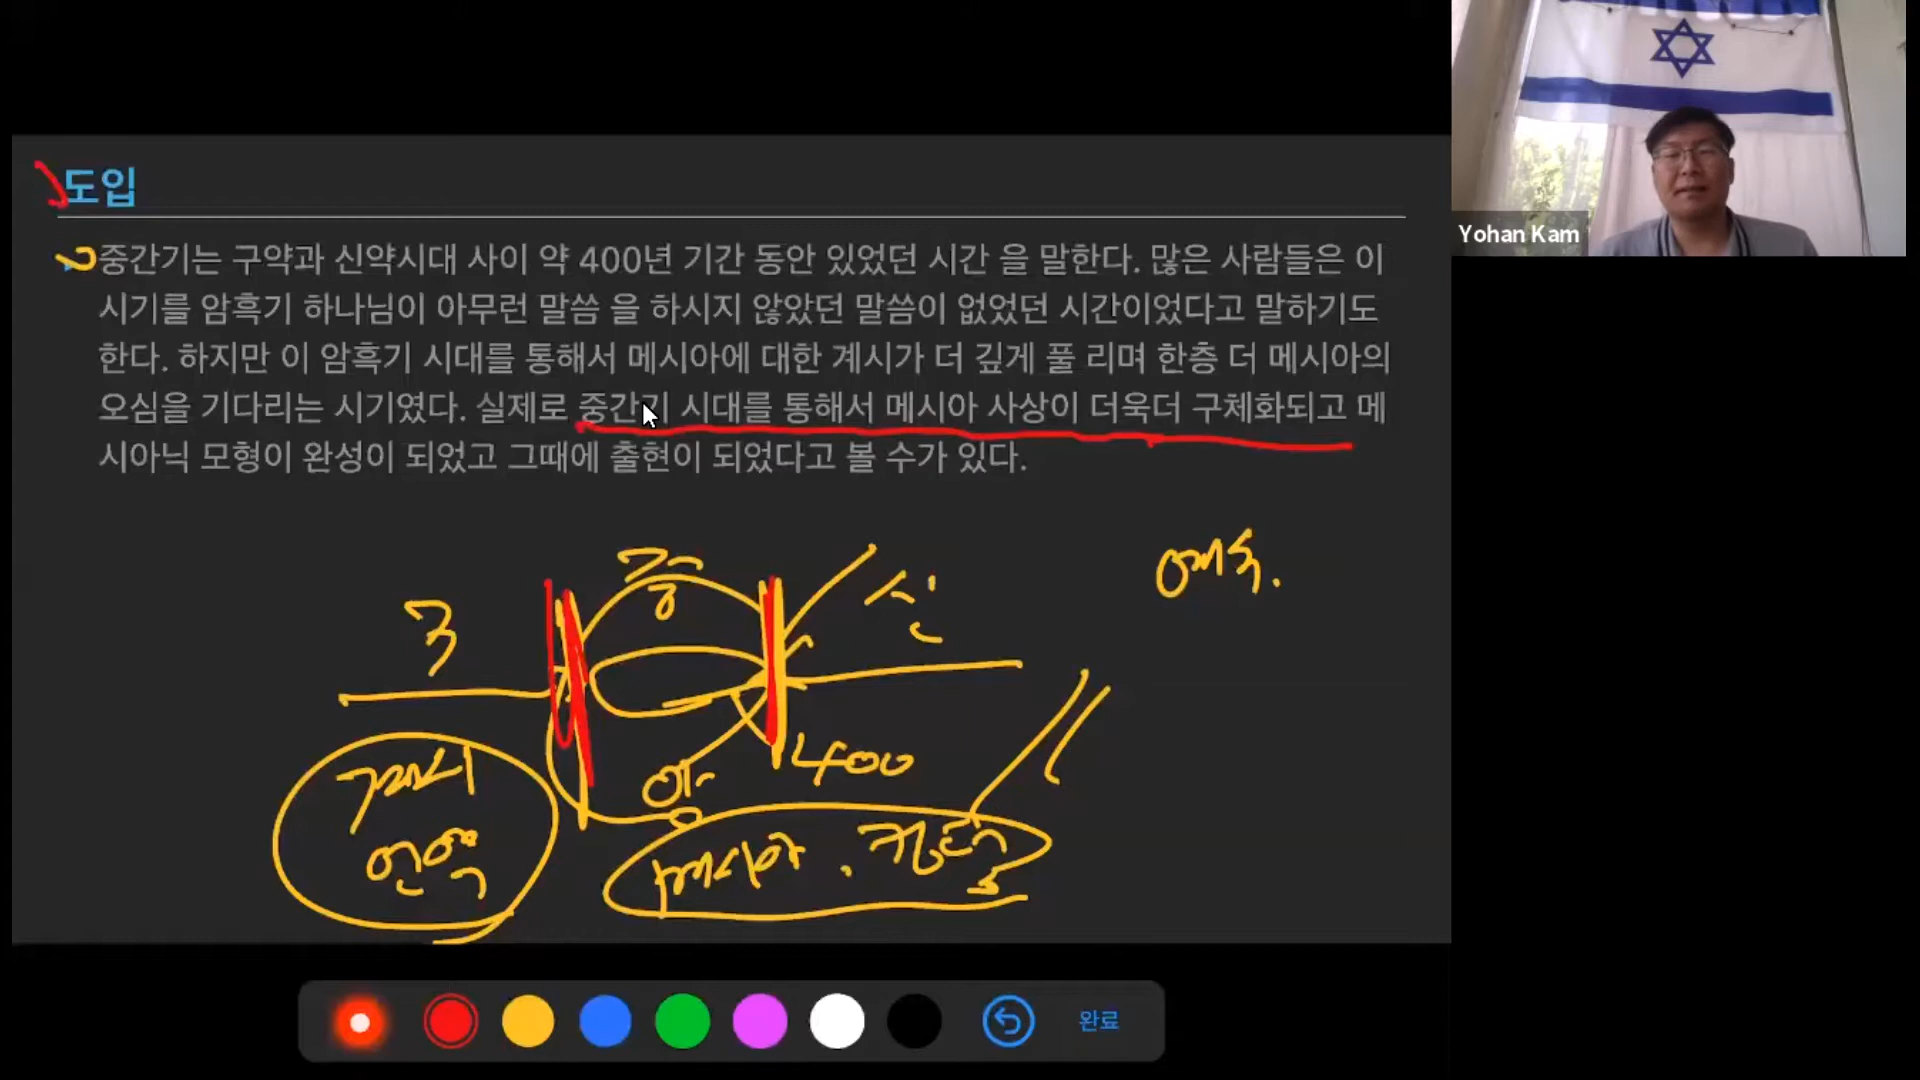 도입
중간기는 구약과 신약시대 사이 약 400년 기간 동안 있었던 시간 을 말한다. 많은 사람들은 이
시기를 암흑기 하나님이 아무런 말씀 을 하시지 않았던 말씀이 없었던 시간이었다고 말하기도
한다. 하지만 이 암흑기 시대를 통해서 메시아에 대한 계시가 더 깊게 풀 리며 한층 더 메시아의
오심을 기다리는 시기였다. 실제로 중간기 시대를 통해서 메시아 사상이 더욱더 구체화되고 메
시아닉 모형이 완성이 되었고 그때에 출현이 되었다고 볼 수가 있다.
Yohan Kam
예수.
중
신
구
400
계시
언약
메시아.
완료